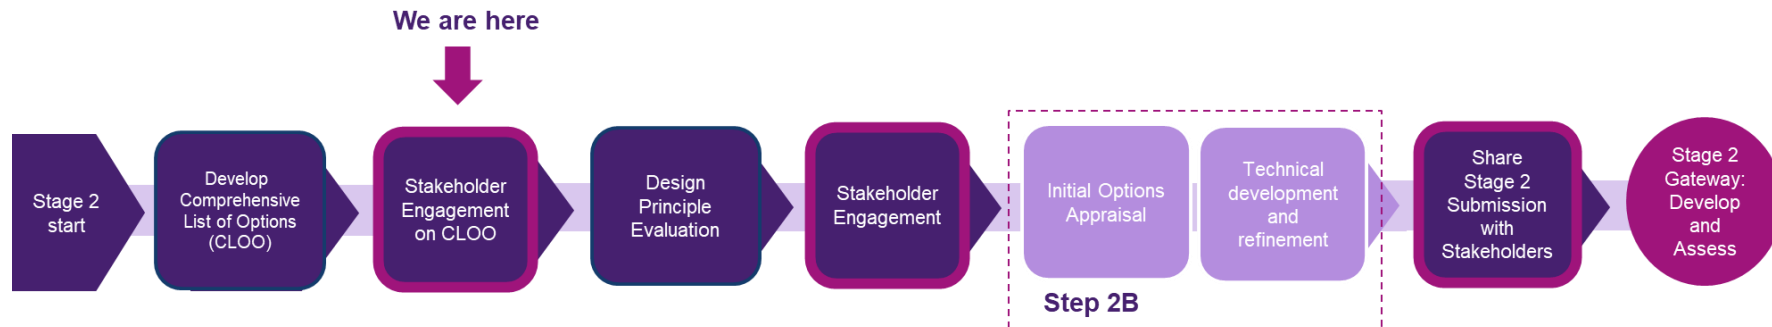 We are here
Stage 2
start
Develop
Comprehensive
List of Options
(CLOO)
Stakeholder
Engagement
on CLOO
Design
Principle
Evaluation
Stakeholder
Engagement
Initial Options
Appraisal
Technical
development
and
refinement
Step 2B
Share
Stage 2
Submission
with
Stakeholders
Stage 2
Gateway:
Develop
and
Assess